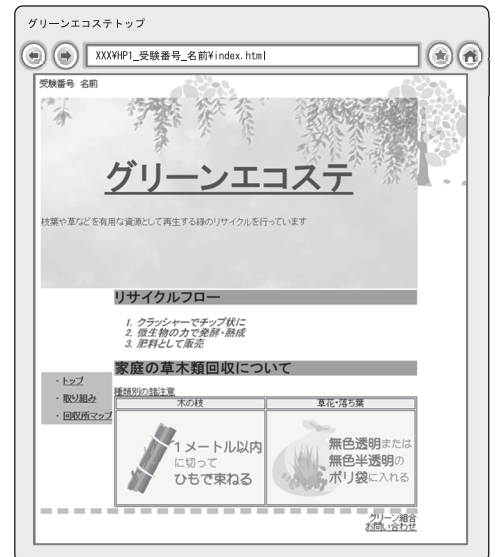 グリーンエコステトップ
XXX¥HP1_受験番号_名前¥index.html
受験番号 名前
グリーンエコステ
枝葉や草などを有用な資源として再生する緑のリサイクルを行っています
リサイクルフロー
1. クラッシャーでチップ状に
2. 微生物の力で発酵・熟成
3. 肥料として販売
家庭の草木類回収について
・トップ
・取り組み
・回収所マップ
種類別の諸注意
木の枝
草花・落ち葉
1メートル以内
に切って
ひもで束ねる
無色透明または
無色半透明の
ポリ袋に入れる
グリーン組合
お問い合わせ